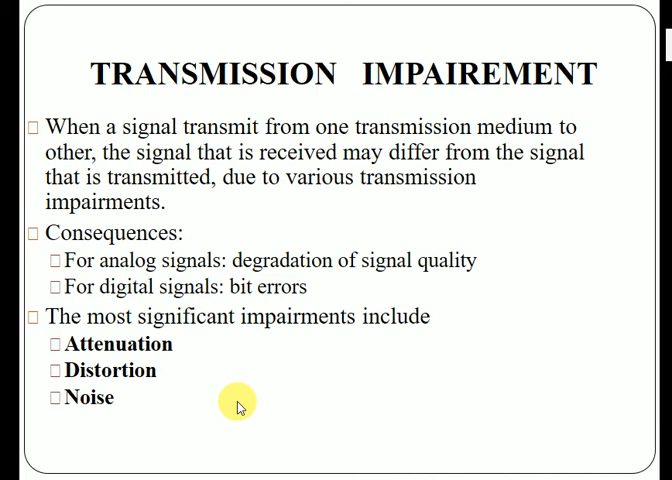 TRANSMISSION IMPAIREMENT
When a signal transmit from one transmission medium to
other, the signal that is received may differ from the signal
that is transmitted, due to various transmission
impairments.
Consequences:
For analog signals: degradation of signal quality
For digital signals: bit errors
The most significant impairments include
Attenuation
Distortion
Noise